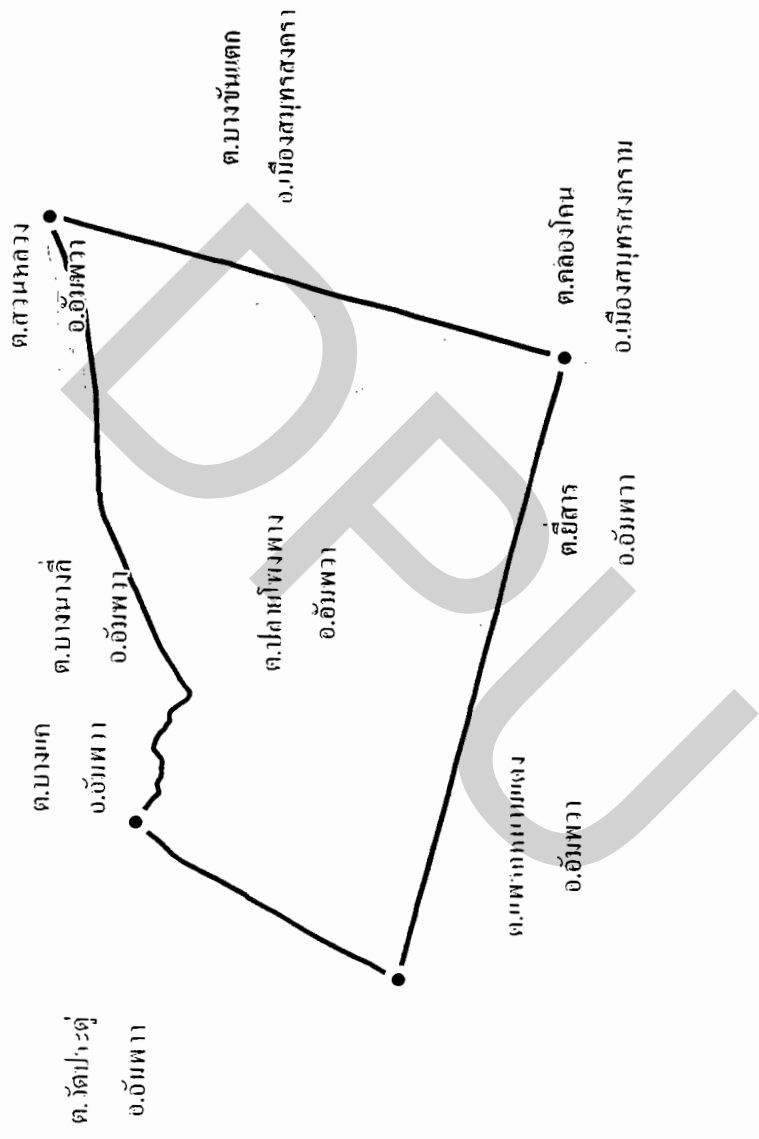 ต.วัดประดู่
อ.อัมพวา
ต.บางแค
อ.อัมพวา
ต.บางนางลี่
อ.อัมพวา
ต.สวนหลวง
อ.อัมพวา
ต.ปลายโพงพาง
อ.อัมพวา
ต.บางขันแตก
อ.เมืองสมุทรสงครา
ต.แพรกหนามแดง
อ.อัมพวา
ต.ยี่สาร
อ.อัมพวา
ต.คลองโคน
อ.เมืองสมุทรสงคราม
DPU